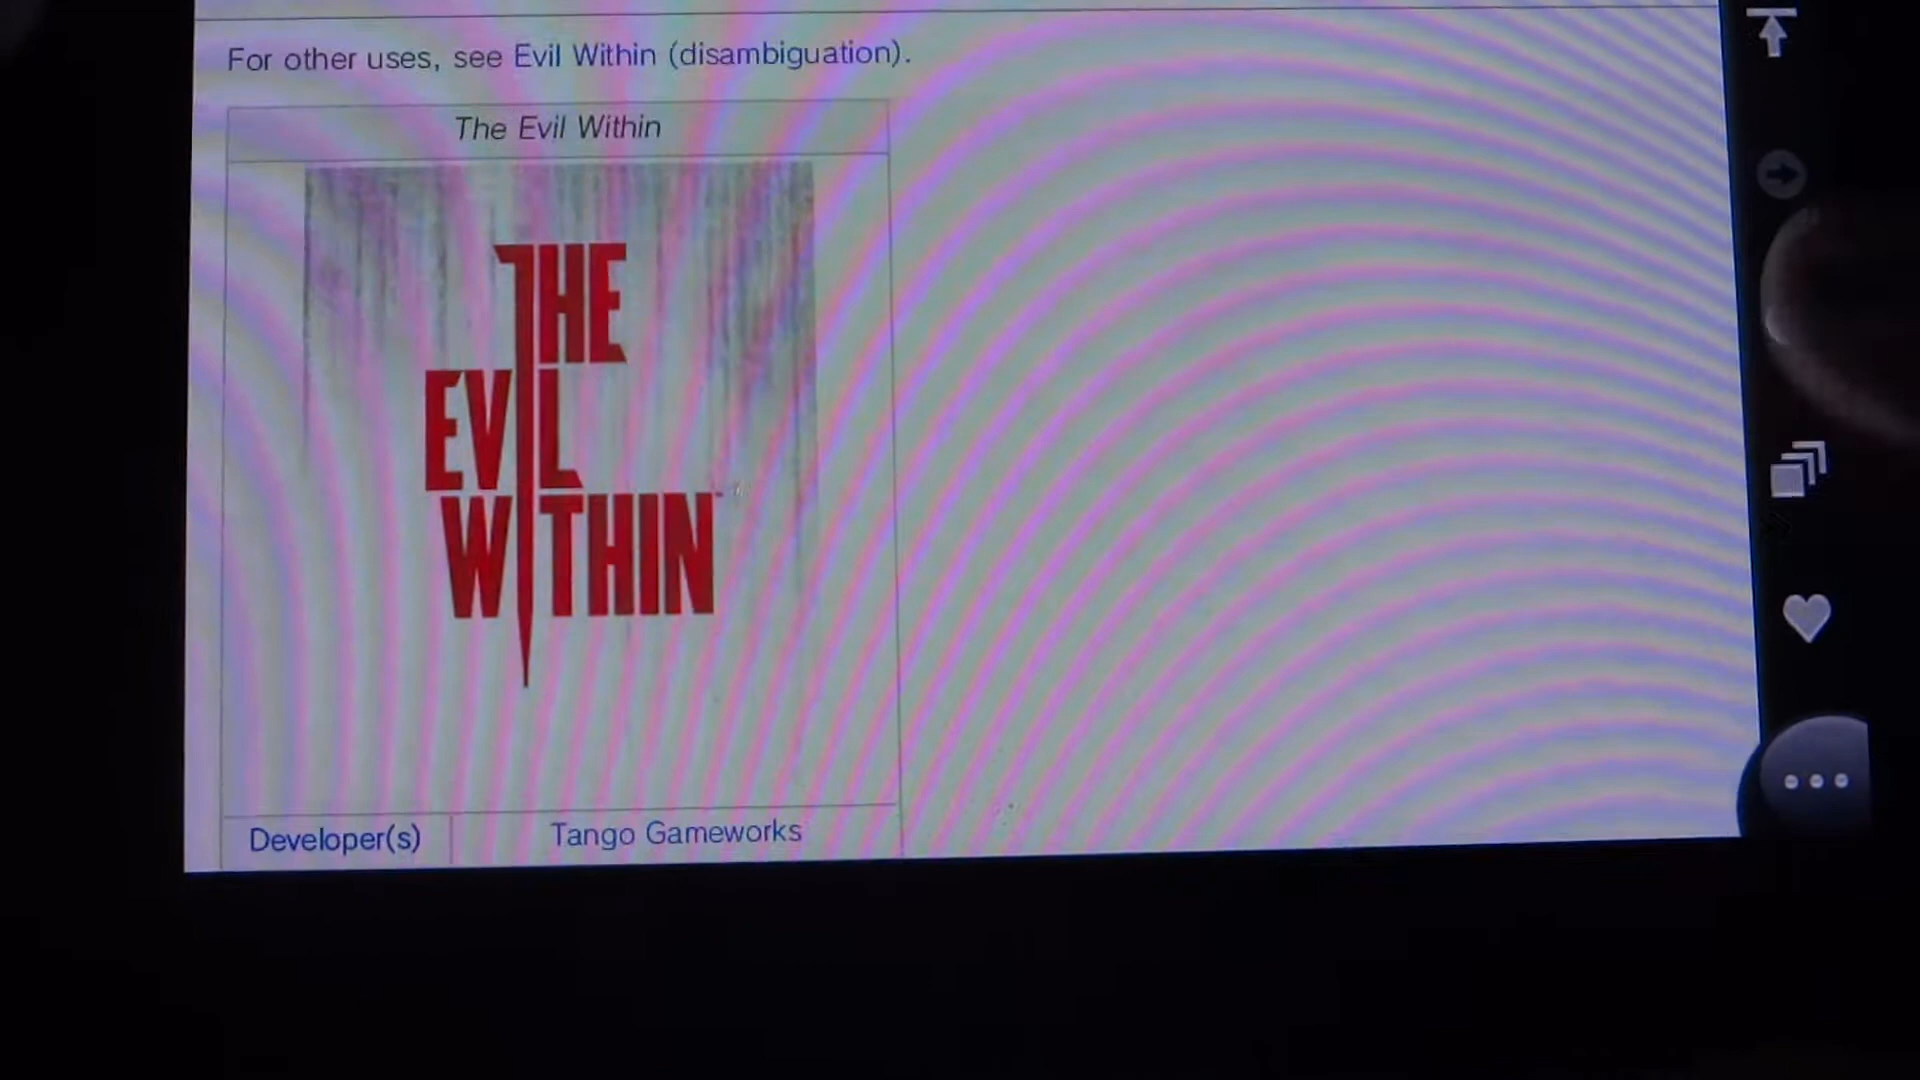 For other uses, see Evil Within (disambiguation).
The Evil Within
THE
EVIL
WITHIN
Developer(s)
Tango Gameworks